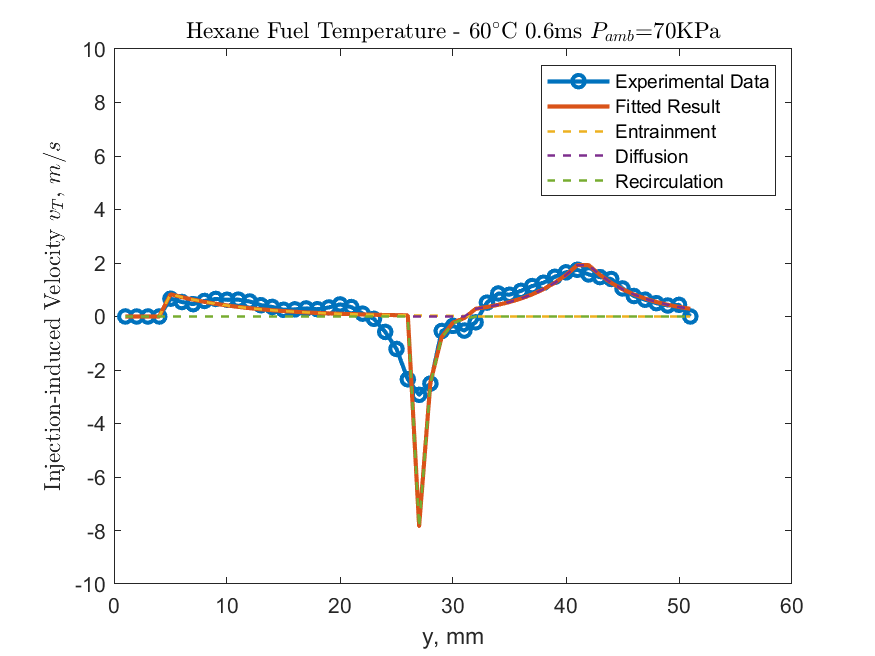 Hexane Fuel Temperature - 60°C 0.6ms P_amb=70KPa
10
8
6
4
2
0
-2
-4
-6
-8
-10
Injection-induced Velocity v_T, m/s
Experimental Data
Fitted Result
Entrainment
Diffusion
Recirculation
0 10 20 30 40 50 60
y, mm